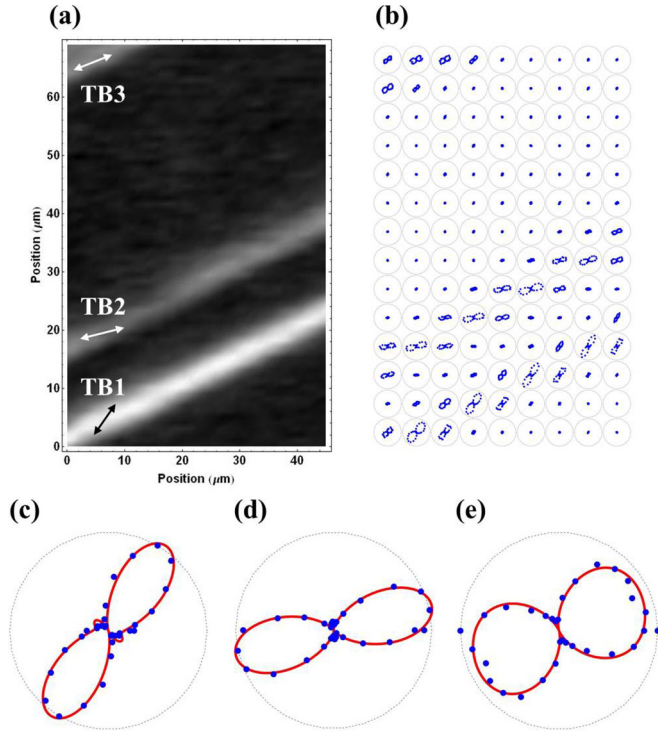 (a)
(b)
60
50
40
30
20
10
0
Position (μm)
TB3
TB2
TB1
0
10
20
30
40
Position (μm)
(c)
(d)
(e)